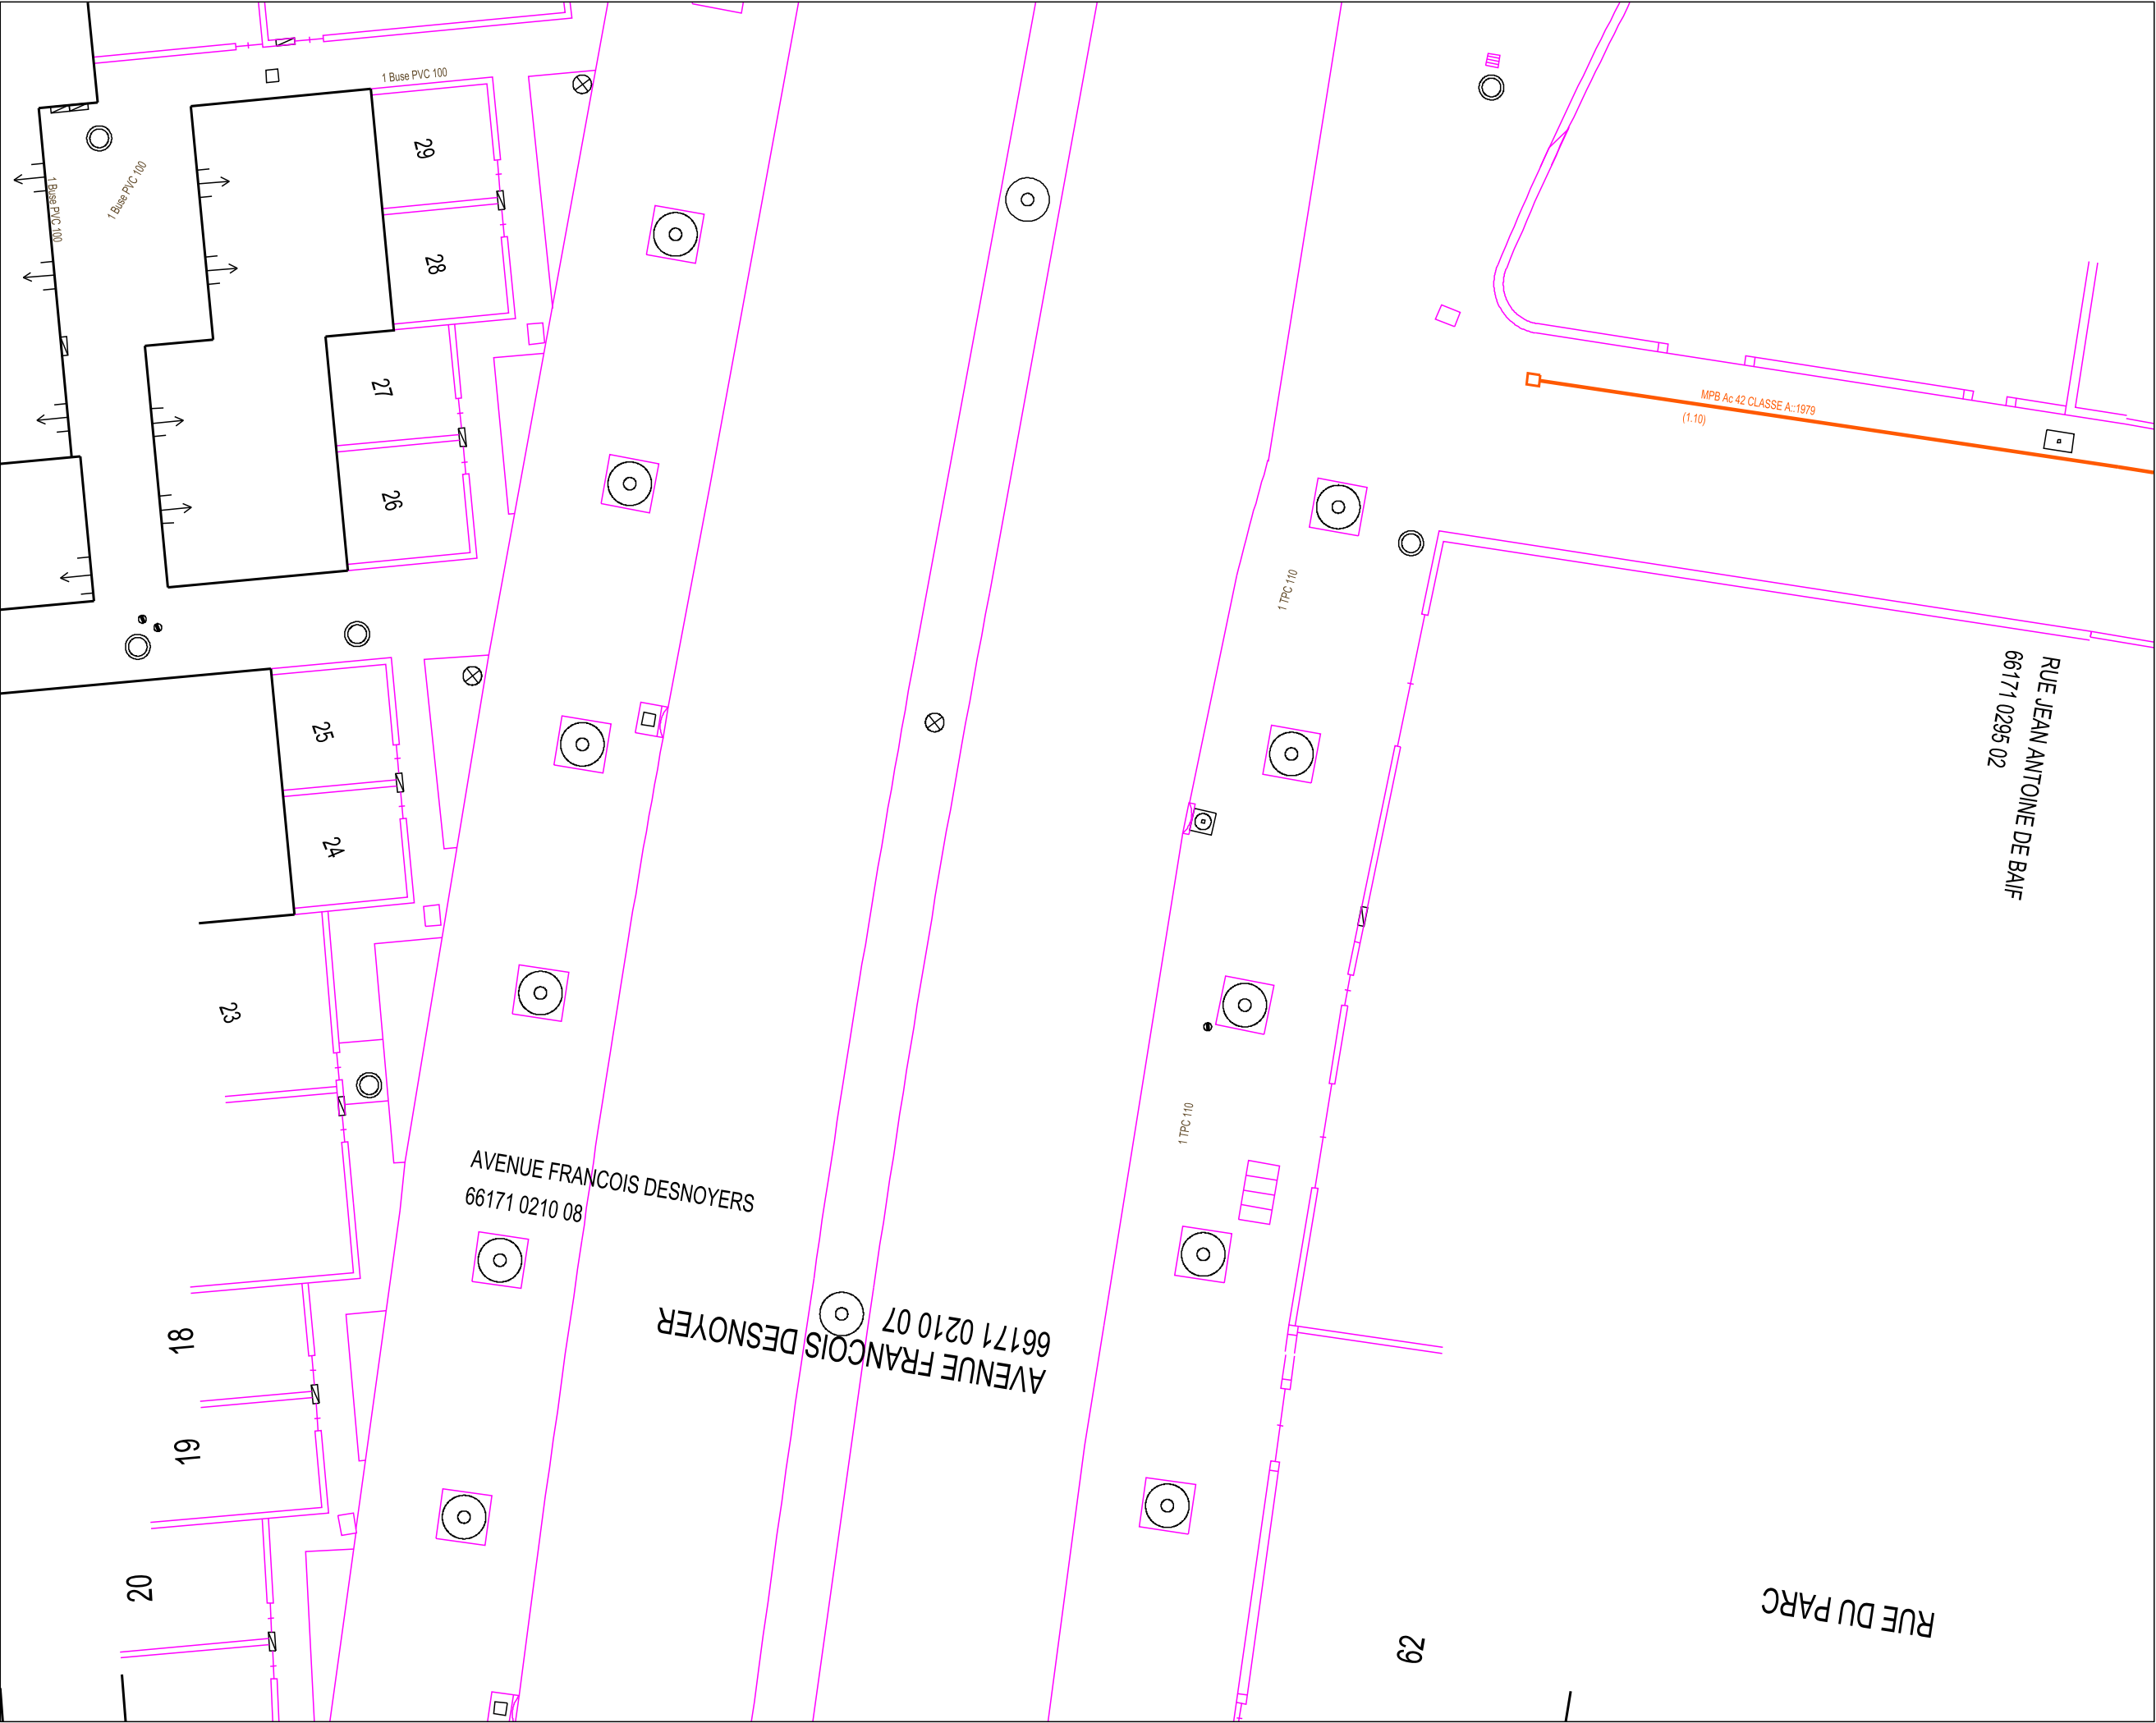 1 Buse PVC 100
1 Buse PVC 100
1 Buse PVC 100
29
28
27
26
MPB Ac 42 CLASSE A::1979
(1.10)
1 TPC 110
RUE JEAN ANTOINE DE BAIF
66171 0295 02
25
24
23
1 TPC 110
AVENUE FRANCOIS DESNOYERS
66171 0210 08
66171 0210 07
AVENUE FRANCOIS DESNOYER
18
19
20
62
RUE DU PARC